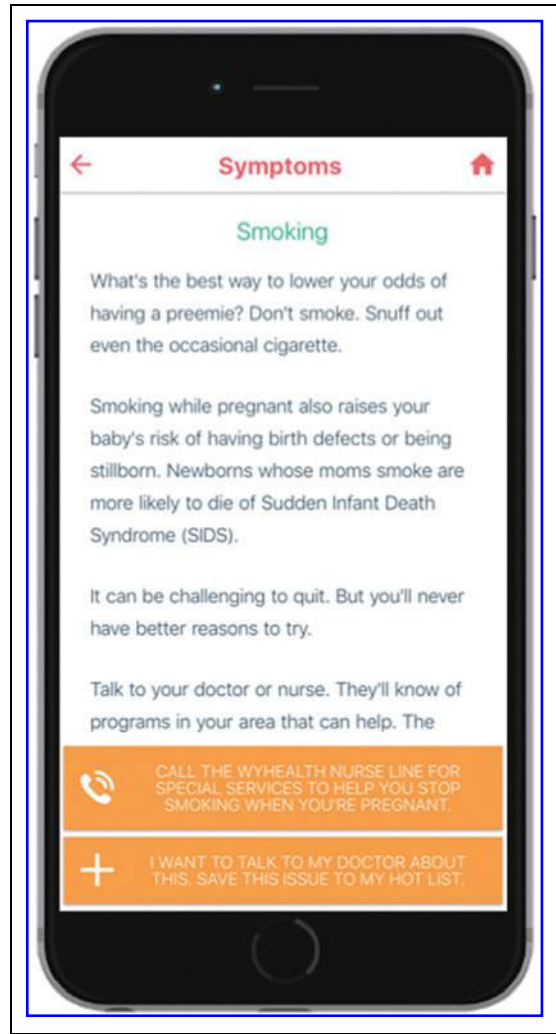 Symptoms
Smoking
What's the best way to lower your odds of
having a preemie? Don't smoke. Snuff out
even the occasional cigarette.
Smoking while pregnant also raises your
baby's risk of having birth defects or being
stillborn. Newborns whose moms smoke are
more likely to die of Sudden Infant Death
Syndrome (SIDS).
It can be challenging to quit. But you'll never
have better reasons to try.
Talk to your doctor or nurse. They'll know of
programs in your area that can help. The
CALL THE WYHEALTH NURSE LINE FOR
SPECIAL SERVICES TO HELP YOU STOP
SMOKING WHEN YOU'RE PREGNANT.
I WANT TO TALK TO MY DOCTOR ABOUT
THIS. SAVE THIS ISSUE TO MY HOT LIST.